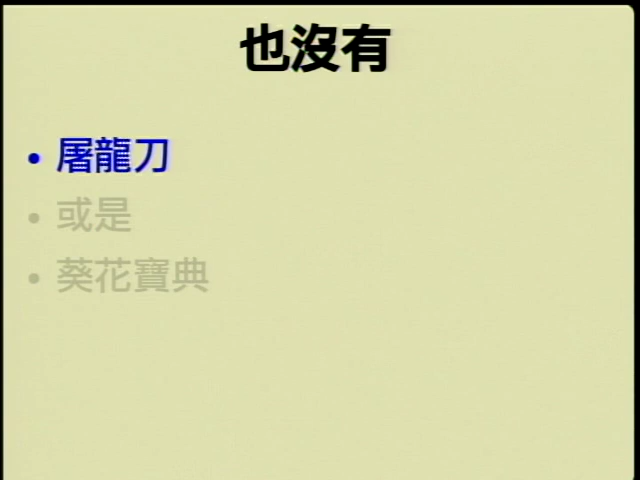 也沒有
• 屠龍刀
• 或是
• 葵花寶典